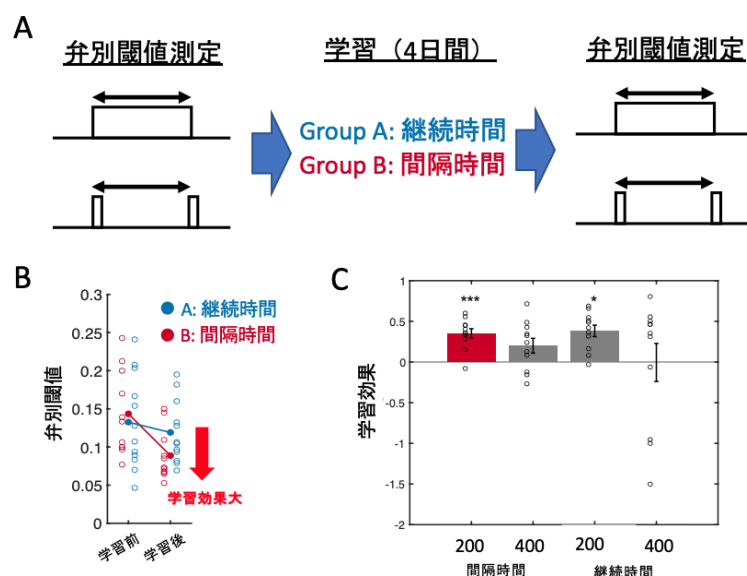 A
弁別閾値測定
学習（4日間）
弁別閾値測定
Group A: 継続時間
Group B: 間隔時間
B
A: 継続時間
B: 間隔時間
弁別閾値
0.3
0.25
0.2
0.15
0.1
0.05
0
学習効果大
学習前
学習後
C
学習効果
1
0.5
0
-0.5
-1
-1.5
-2
***
*
200
400
200
400
間隔時間
継続時間